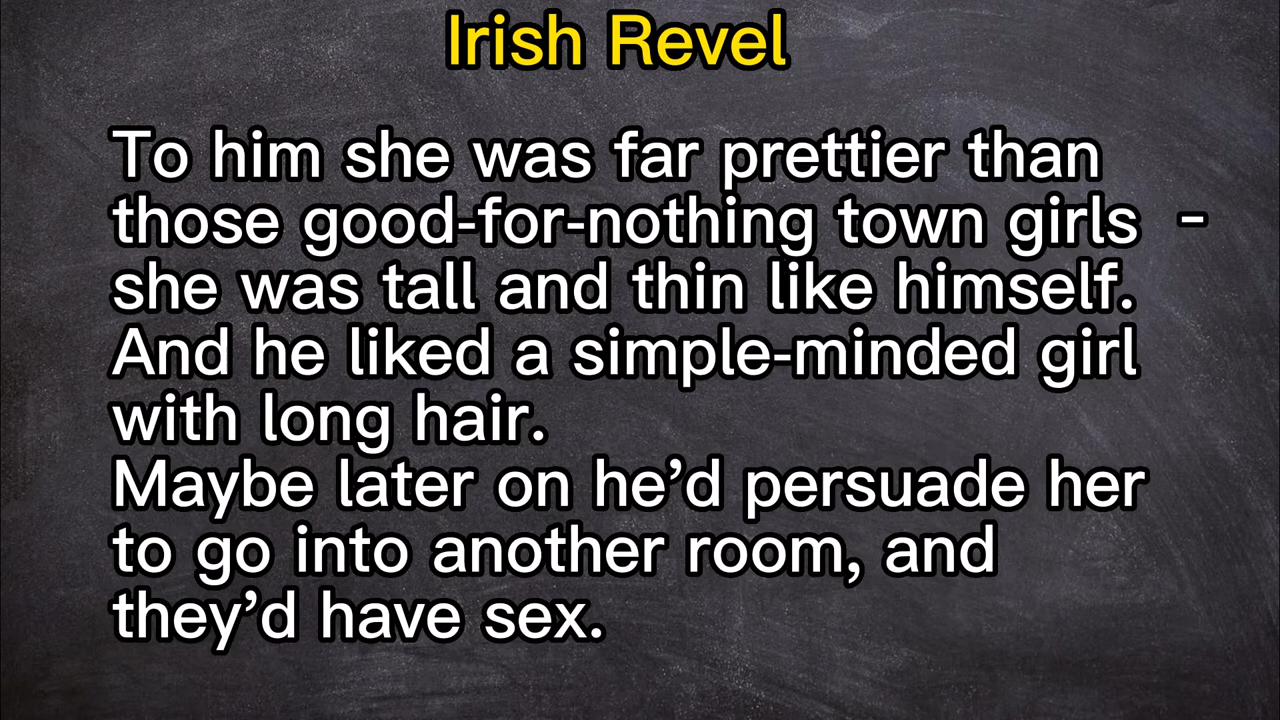 Irish Revel
To him she was far prettier than
those good-for-nothing town girls -
she was tall and thin like himself.
And he liked a simple-minded girl
with long hair.
Maybe later on he’d persuade her
to go into another room, and
they’d have sex.